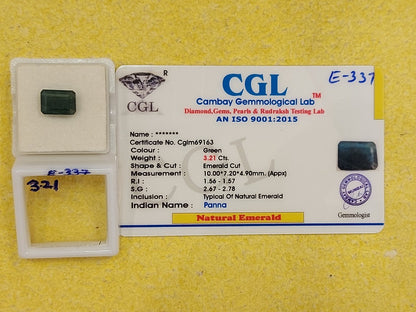 R
CGL
CGL TM
Cambay Gemmological Lab
Diamond,Gems, Pearls & Rudraksh Testing Lab
AN ISO 9001:2015
E-337
Name : *******
Certificate No. Cglm69163
Colour : Green
Weight : 3.21 Cts.
Shape & Cut : Emerald Cut
Measurement : 10.00*7.20*4.90mm. (Appx)
R.I : 1.56 - 1.57
S.G : 2.67 - 2.78
Inclusion : Typical Of Natural Emerald
Indian Name : Panna
Natural Emerald
Gemmologist
CGL
E-337
321